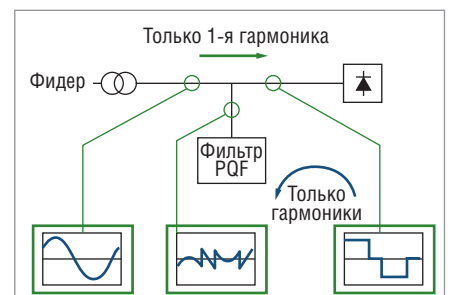 Только 1-я гармоника
Фидер
Фильтр
PQF
Только
гармоники